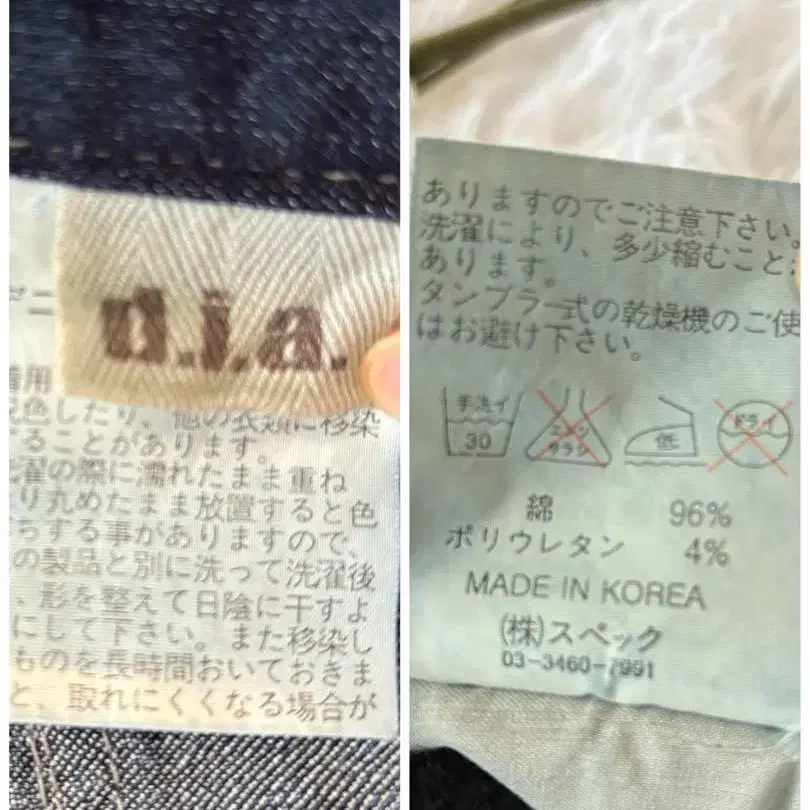 d.i.a.
着用
色したり、他の衣類に移染
ることがあります。
濯の際に濡れたまま重ね
り丸めたまま放置すると色
ちする事がありますので、
の製品と別に洗って洗濯後
、形を整えて日陰に干すよ
にして下さい。また移染し
ものを長時間おいておきま
と、取れにくくなる場合が
ありますのでご注意下さい。
洗濯により、多少縮むこと
あります。
タンブラー式の乾燥機のご使
はお避け下さい。
手洗イ
30
エンソ
サラシ
低
ドライ
綿 96%
ポリウレタン 4%
MADE IN KOREA
(株)スペック
03-3460-7991